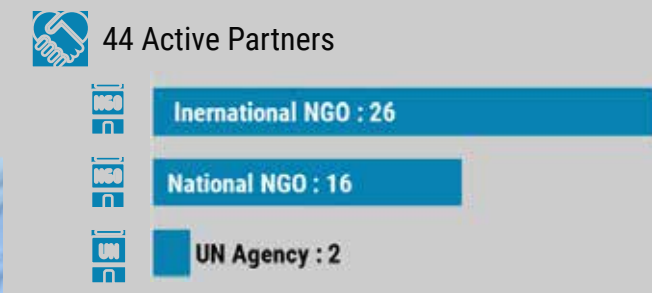 44 Active Partners
NGO
Inernational NGO : 26
NGO
National NGO : 16
UN
UN Agency : 2